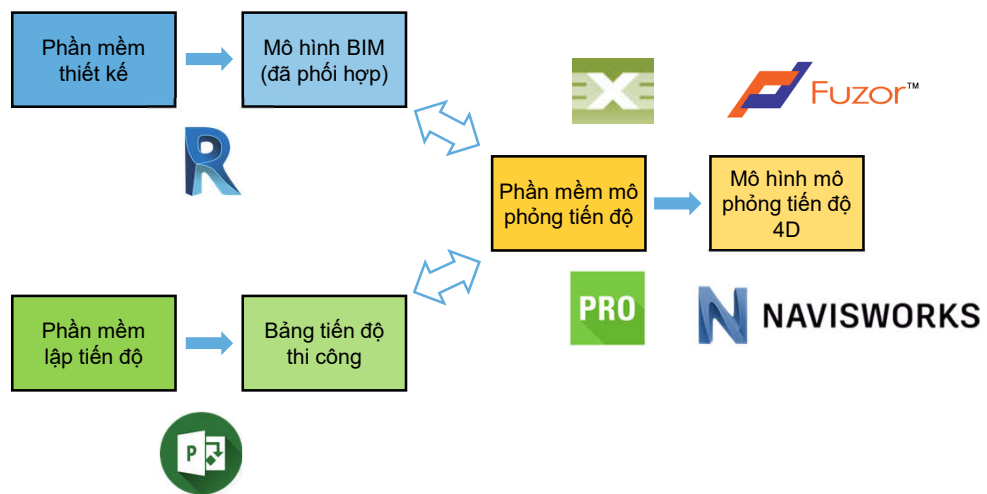 Phần mềm
thiết kế
Mô hình BIM
(đã phối hợp)
EXE
Fuzor™
R
Phần mềm mô
phỏng tiến độ
Mô hình mô
phỏng tiến độ
4D
PRO
N NAVISWORKS
Phần mềm
lập tiến độ
Bảng tiến độ
thi công
P